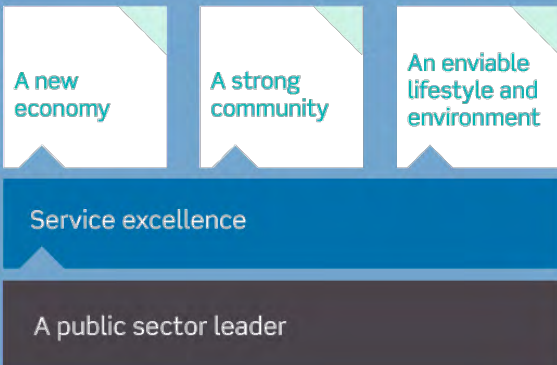 A new
economy
A strong
community
An enviable
lifestyle and
environment
Service excellence
A public sector leader